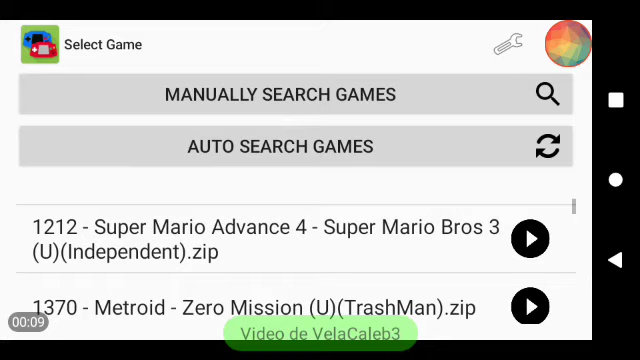 Select Game
MANUALLY SEARCH GAMES
AUTO SEARCH GAMES
1212 - Super Mario Advance 4 - Super Mario Bros 3
(U)(Independent).zip
1370 - Metroid - Zero Mission (U)(TrashMan).zip
00:09
Video de VelaCaleb3